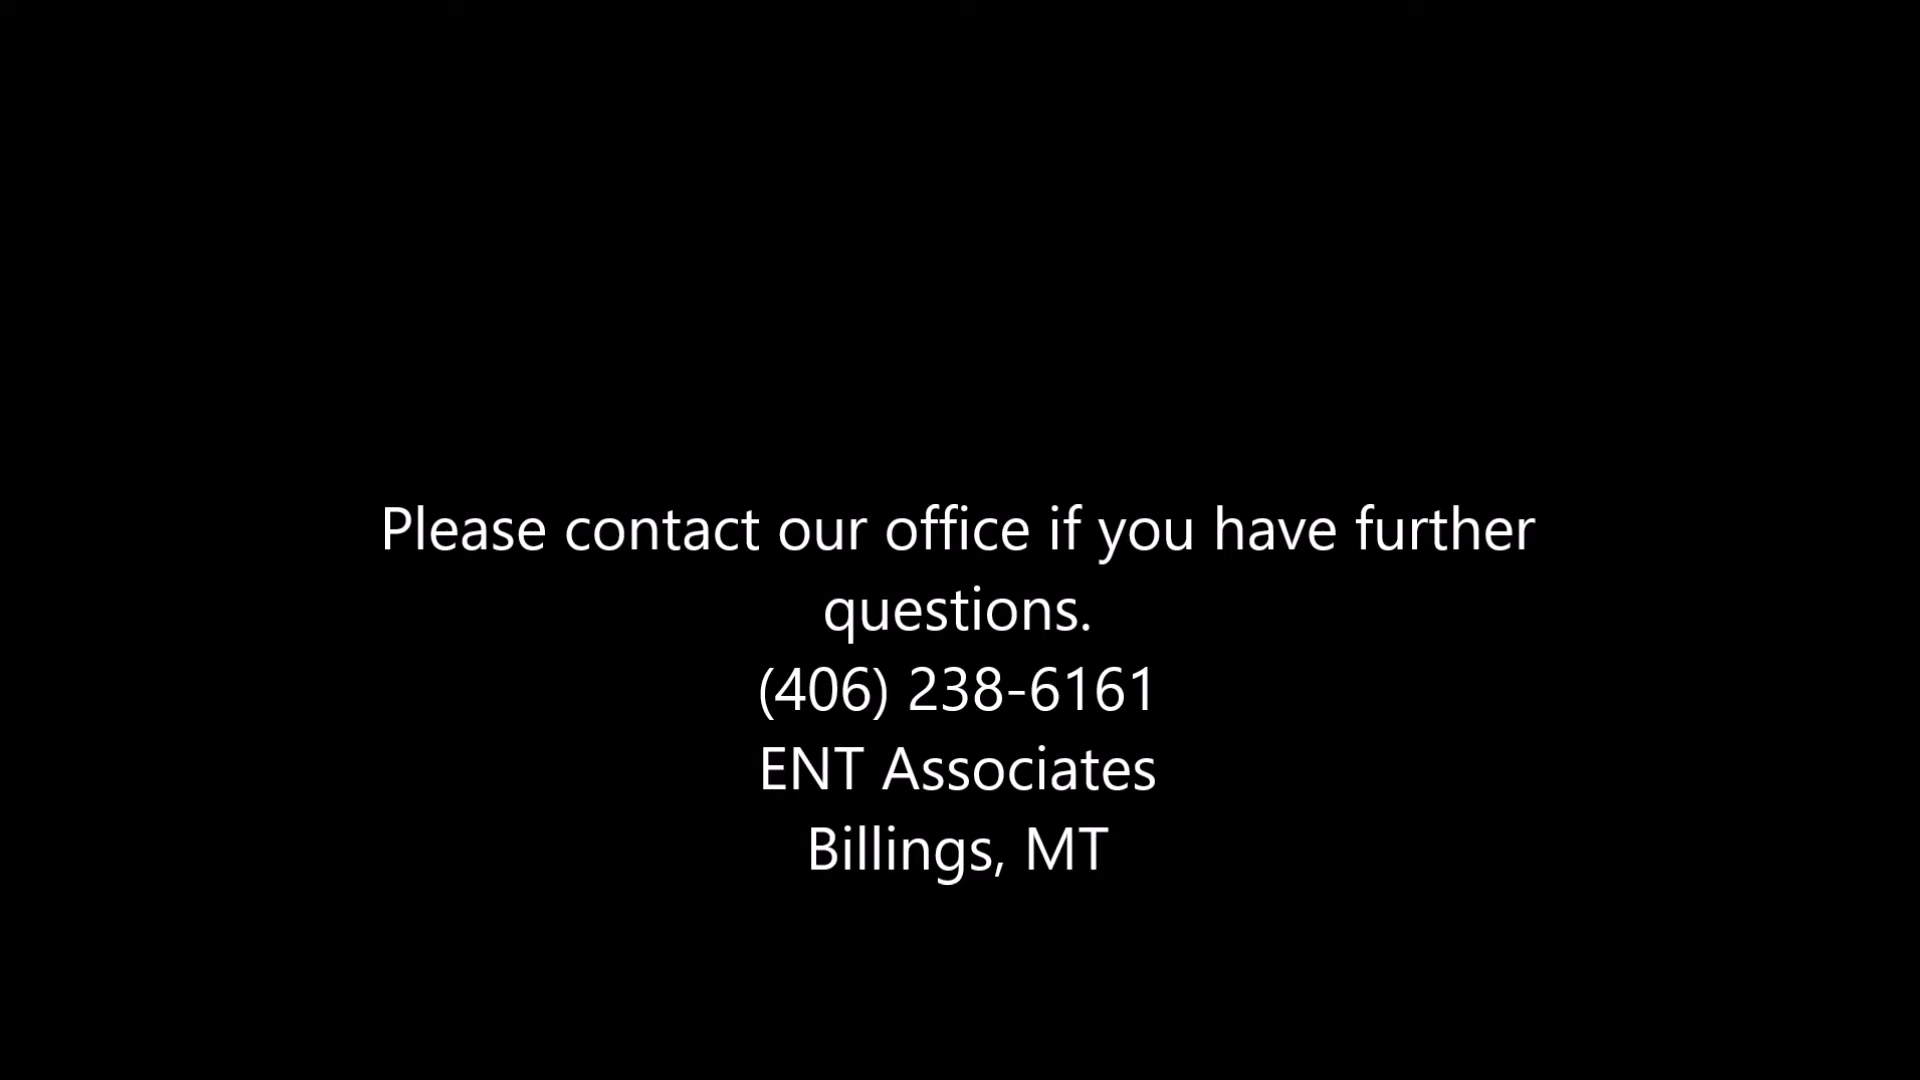 Please contact our office if you have further
questions.
(406) 238-6161
ENT Associates
Billings, MT